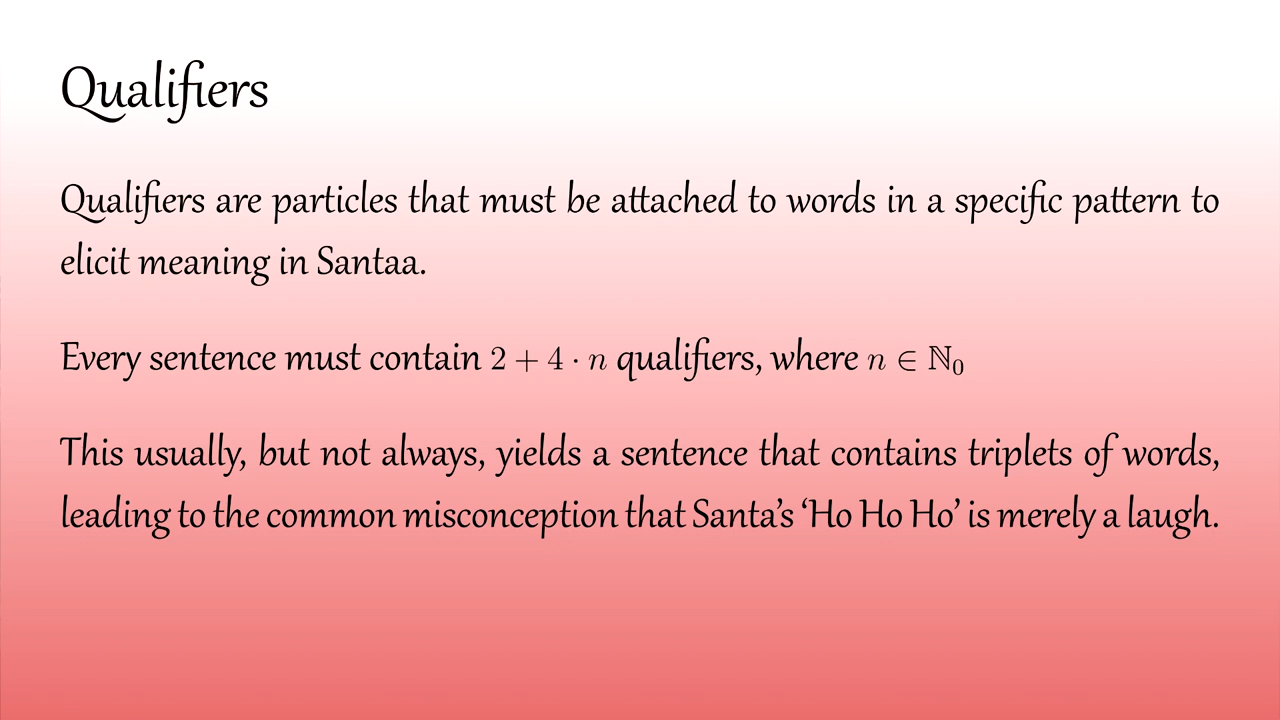 Qualifiers
Qualifiers are particles that must be attached to words in a specific pattern to
elicit meaning in Santaa.
Every sentence must contain 2 + 4 · n qualifiers, where n ∈ ℕ₀
This usually, but not always, yields a sentence that contains triplets of words,
leading to the common misconception that Santa’s ‘Ho Ho Ho’ is merely a laugh.